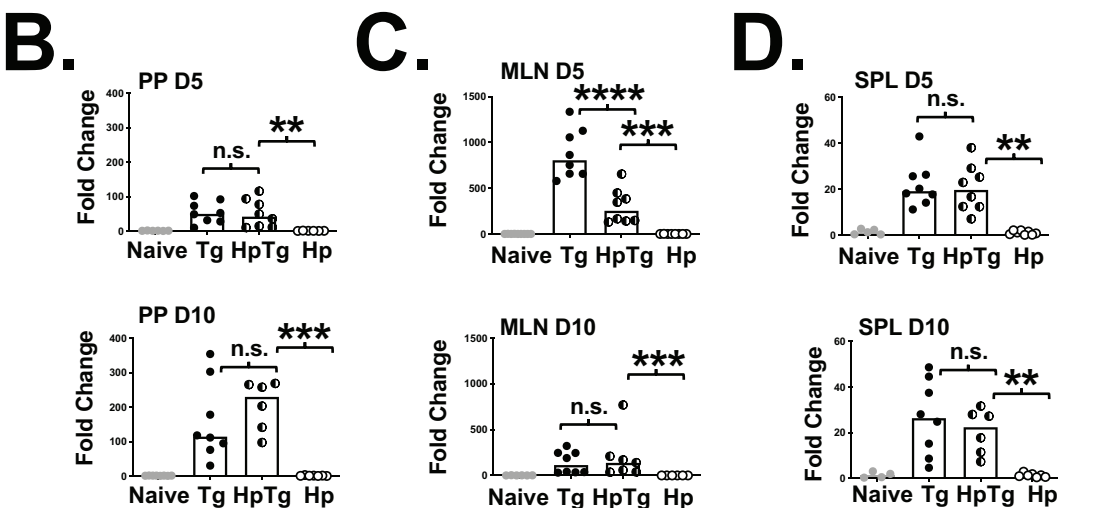 B.
PP D5
Fold Change
400
300
200
100
0
n.s.
**
Naive Tg HpTg Hp
PP D10
Fold Change
400
300
200
100
0
n.s.
***
Naive Tg HpTg Hp
C.
MLN D5
Fold Change
1500
1000
500
0
****
***
Naive Tg HpTg Hp
MLN D10
Fold Change
1500
1000
500
0
n.s.
***
Naive Tg HpTg Hp
D.
SPL D5
Fold Change
60
40
20
0
n.s.
**
Naive Tg HpTg Hp
SPL D10
Fold Change
60
40
20
0
n.s.
**
Naive Tg HpTg Hp